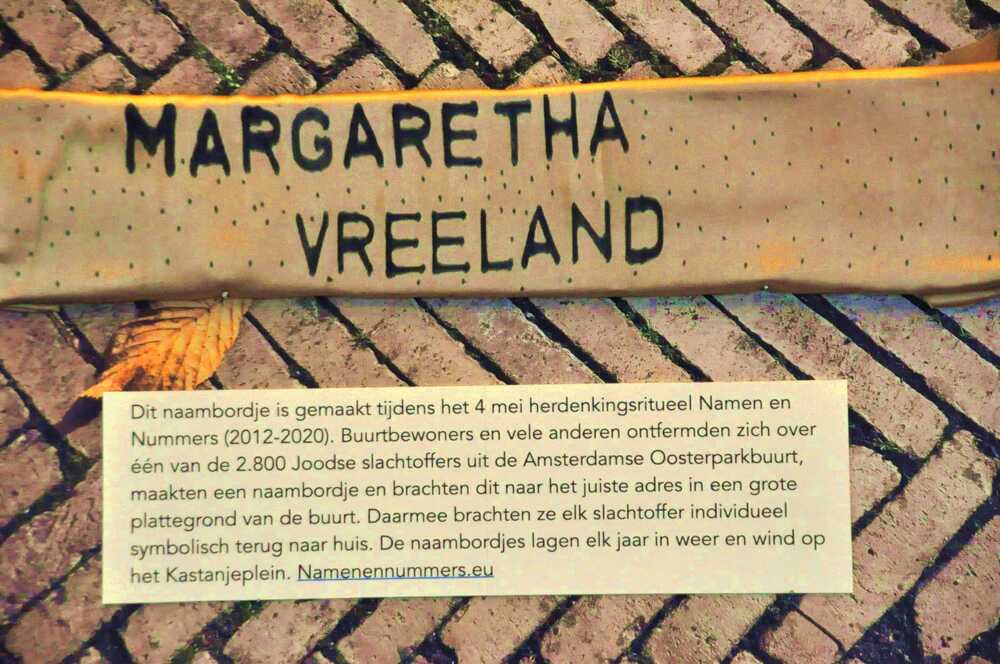 MARGARETHA
VREELAND
Dit naambordje is gemaakt tijdens het 4 mei herdenkingsritueel Namen en
Nummers (2012-2020). Buurtbewoners en vele anderen ontfermden zich over
één van de 2.800 Joodse slachtoffers uit de Amsterdamse Oosterparkbuurt,
maakten een naambordje en brachten dit naar het juiste adres in een grote
plattegrond van de buurt. Daarmee brachten ze elk slachtoffer individueel
symbolisch terug naar huis. De naambordjes lagen elk jaar in weer en wind op
het Kastanjeplein. Namenennummers.eu